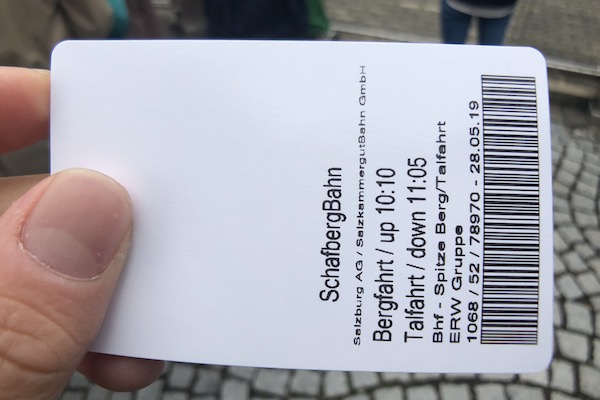 SchafbergBahn
Salzburg AG / SalzkammergutBahn GmbH
Bergfahrt / up 10:10
Talfahrt / down 11:05
Bhf - Spitze Berg/Talfahrt
ERW Gruppe
1068 / 52 / 78970 - 28.05.19